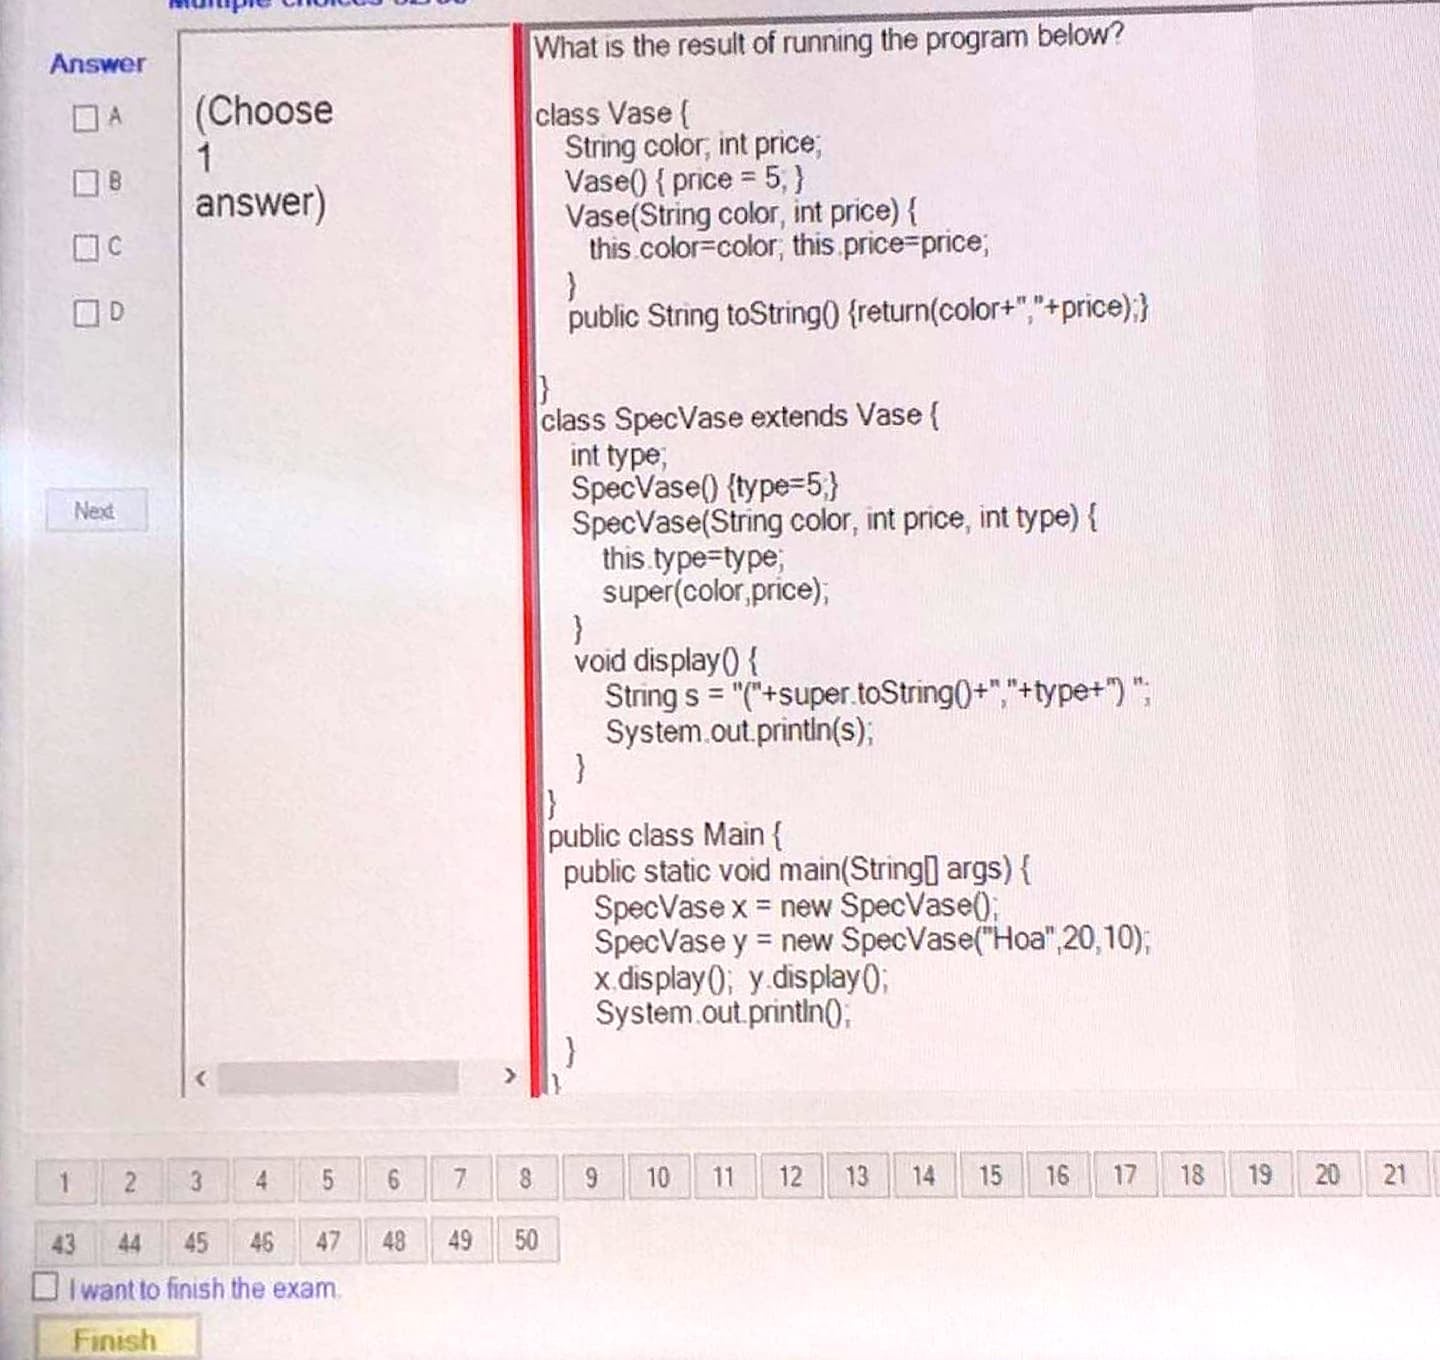 Answer
A
B
C
D
(Choose
1
answer)
Next
What is the result of running the program below?
class Vase {
String color; int price;
Vase() { price = 5; }
Vase(String color, int price) {
this.color=color; this.price=price;
}
public String toString() {return(color+","+price);}
}
class SpecVase extends Vase {
int type;
SpecVase() {type=5;}
SpecVase(String color, int price, int type) {
this.type=type;
super(color,price);
}
void display() {
String s = "("+super.toString()+","+type+") ";
System.out.println(s);
}
}
public class Main {
public static void main(String[] args) {
SpecVase x = new SpecVase();
SpecVase y = new SpecVase("Hoa",20,10);
x.display(); y.display();
System.out.println();
}
}
1 2 3 4 5 6 7 8 9 10 11 12 13 14 15 16 17 18 19 20 21
43 44 45 46 47 48 49 50
I want to finish the exam.
Finish